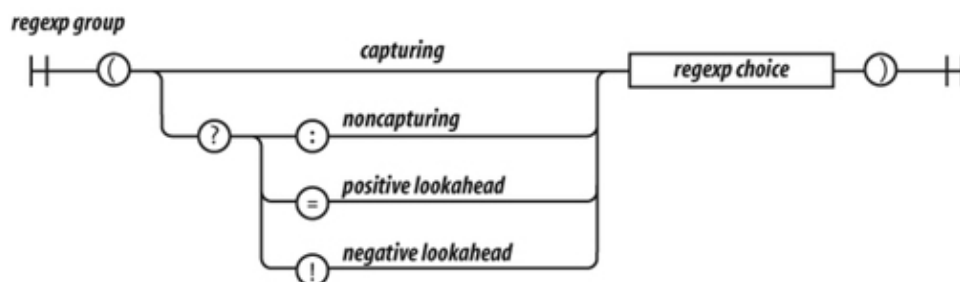 regexp group
( capturing regexp choice )
? : noncapturing
= positive lookahead
! negative lookahead